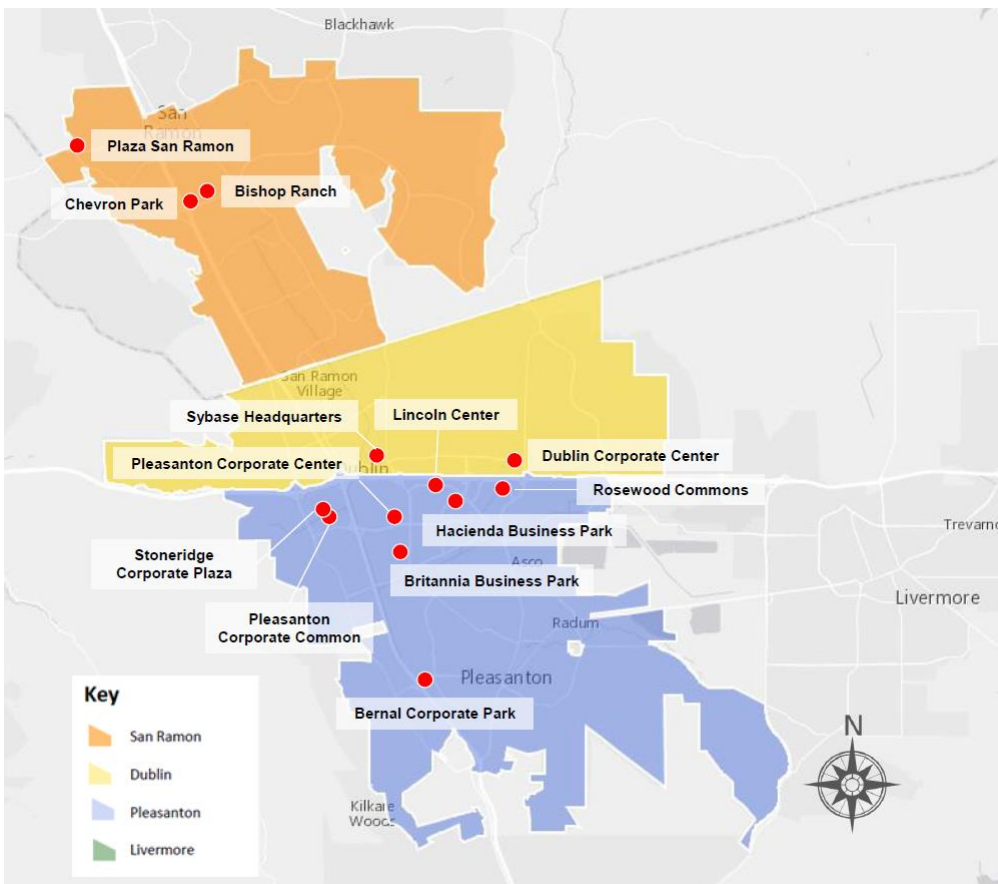 Blackhawk
San
Ramon
Plaza San Ramon
Bishop Ranch
Chevron Park
San Ramon
Village
Sybase Headquarters
Lincoln Center
Pleasanton Corporate Center
Dublin
Dublin Corporate Center
Rosewood Commons
Hacienda Business Park
Trevarno
Stoneridge
Corporate Plaza
Asco
Britannia Business Park
Livermore
Pleasanton
Corporate Common
Radum
Pleasanton
Bernal Corporate Park
Key
San Ramon
Dublin
Pleasanton
Livermore
N
Kilkare
Woods